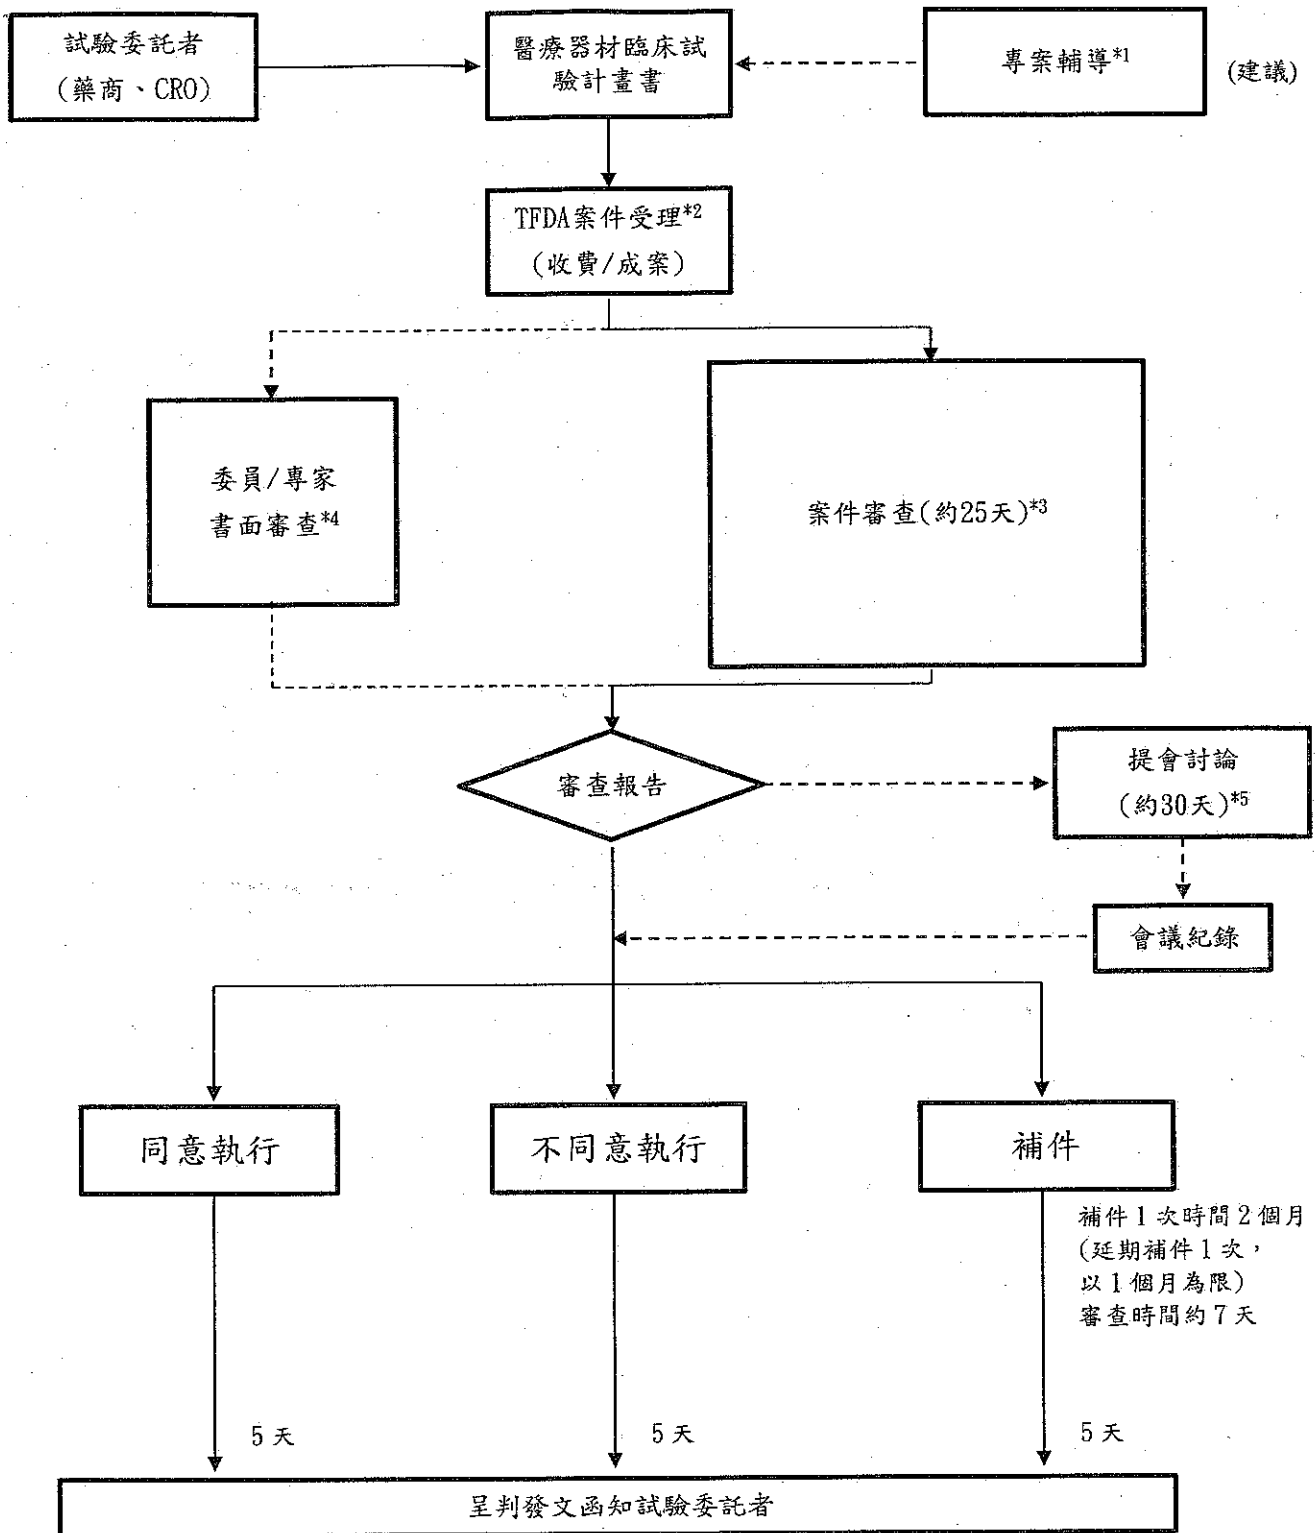 試驗委託者
(藥商、CRO)
醫療器材臨床試
驗計畫書
專案輔導*1
(建議)
TFDA案件受理*2
(收費/成案)
委員/專家
書面審查*4
案件審查(約25天)*3
審查報告
提會討論
(約30天)*5
會議紀錄
同意執行
不同意執行
補件
補件1次時間2個月
(延期補件1次，
以1個月為限)
審查時間約7天
5天
5天
5天
呈判發文函知試驗委託者